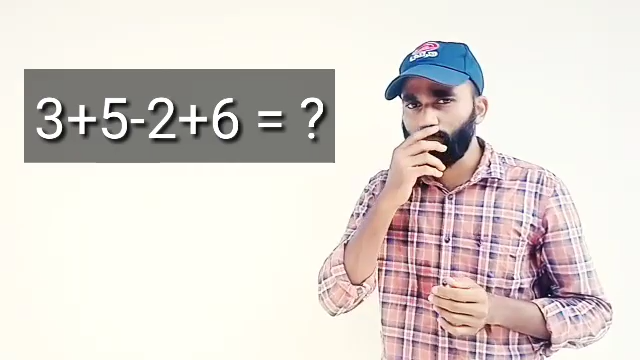 3+5-2+6 = ?